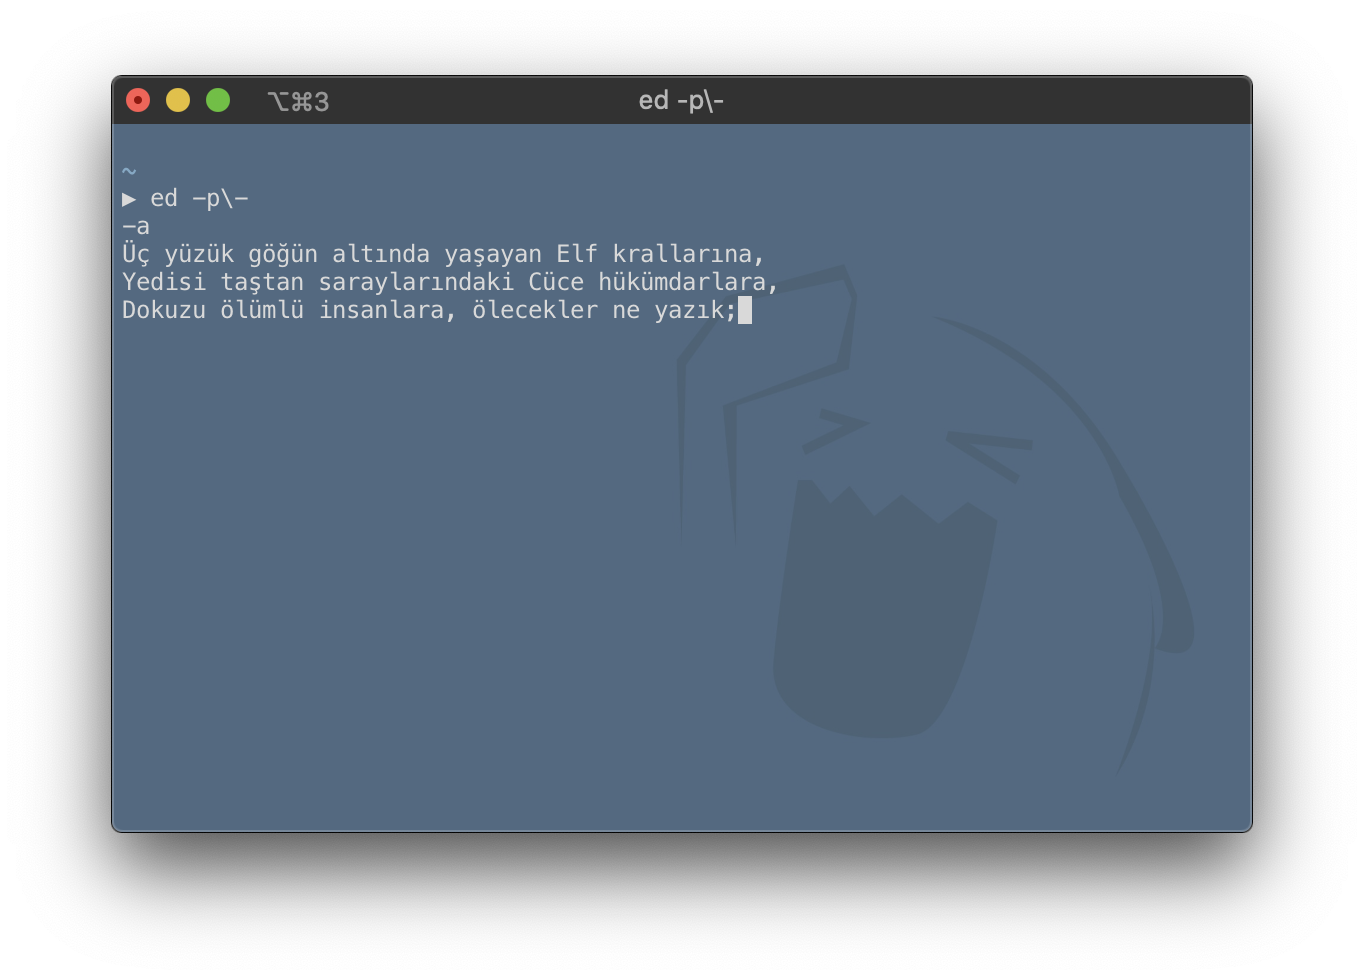 ⌥⌘3 ed -p\-
~
▶ ed -p\-
-a
Üç yüzük göğün altında yaşayan Elf krallarına,
Yedisi taştan saraylarındaki Cüce hükümdarlara,
Dokuzu ölümlü insanlara, ölecekler ne yazık;